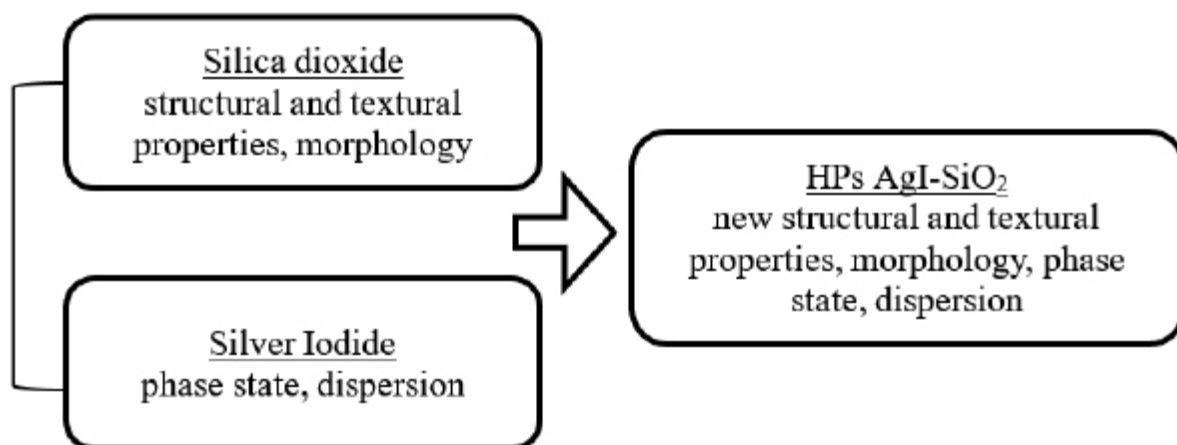 Silica dioxide
structural and textural
properties, morphology
Silver Iodide
phase state, dispersion
HPs AgI-SiO₂
new structural and textural
properties, morphology, phase
state, dispersion